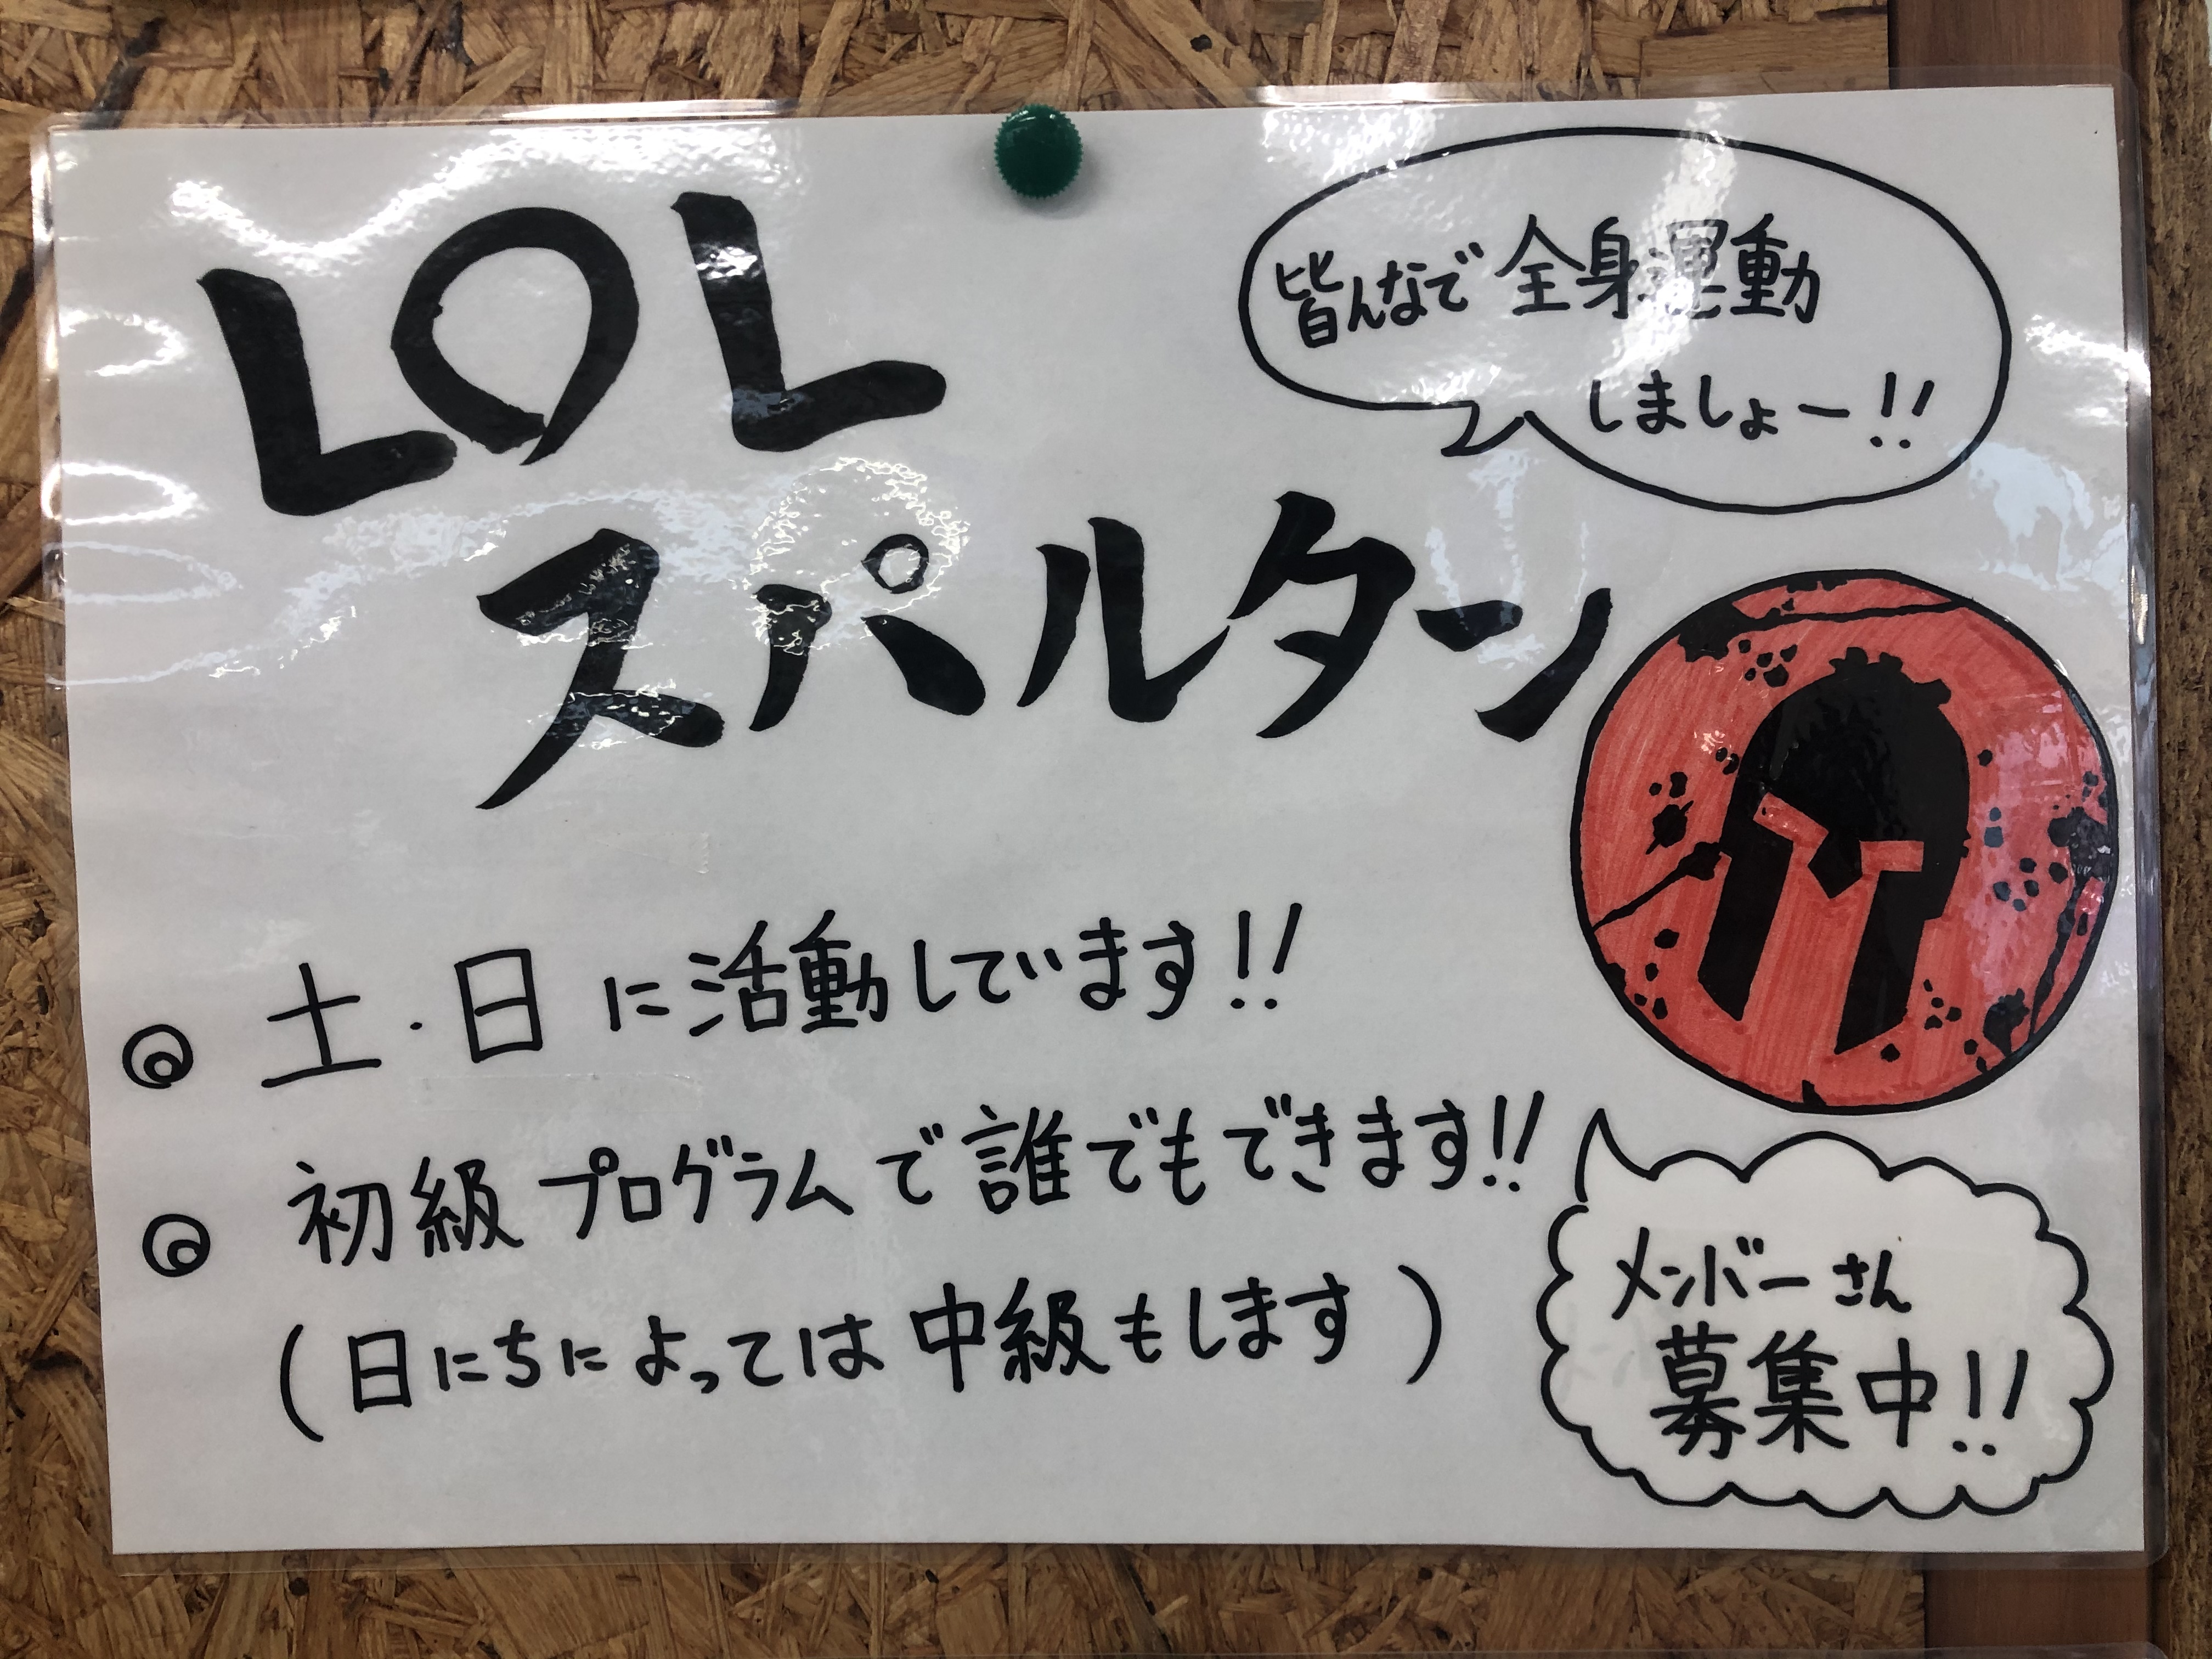 LOL
スパルタン
皆んなで全身運動
しましょー!!
◎ 土・日に活動しています!!
◎ 初級プログラムで誰でもできます!!
(日にちによっては中級もします)
メンバーさん
募集中!!